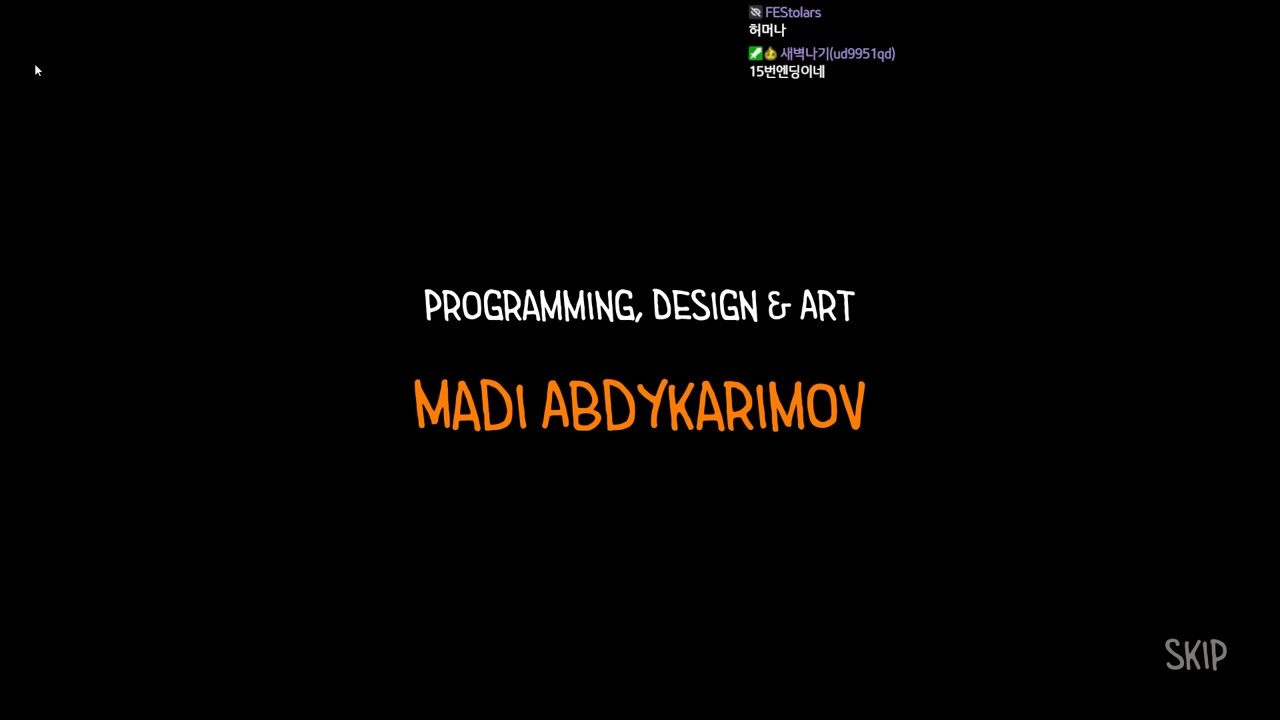 FEStolars
허머나
새벽나기(ud9951qd)
15번엔딩이네
PROGRAMMING, DESIGN & ART
MADI ABDYKARIMOV
SKIP